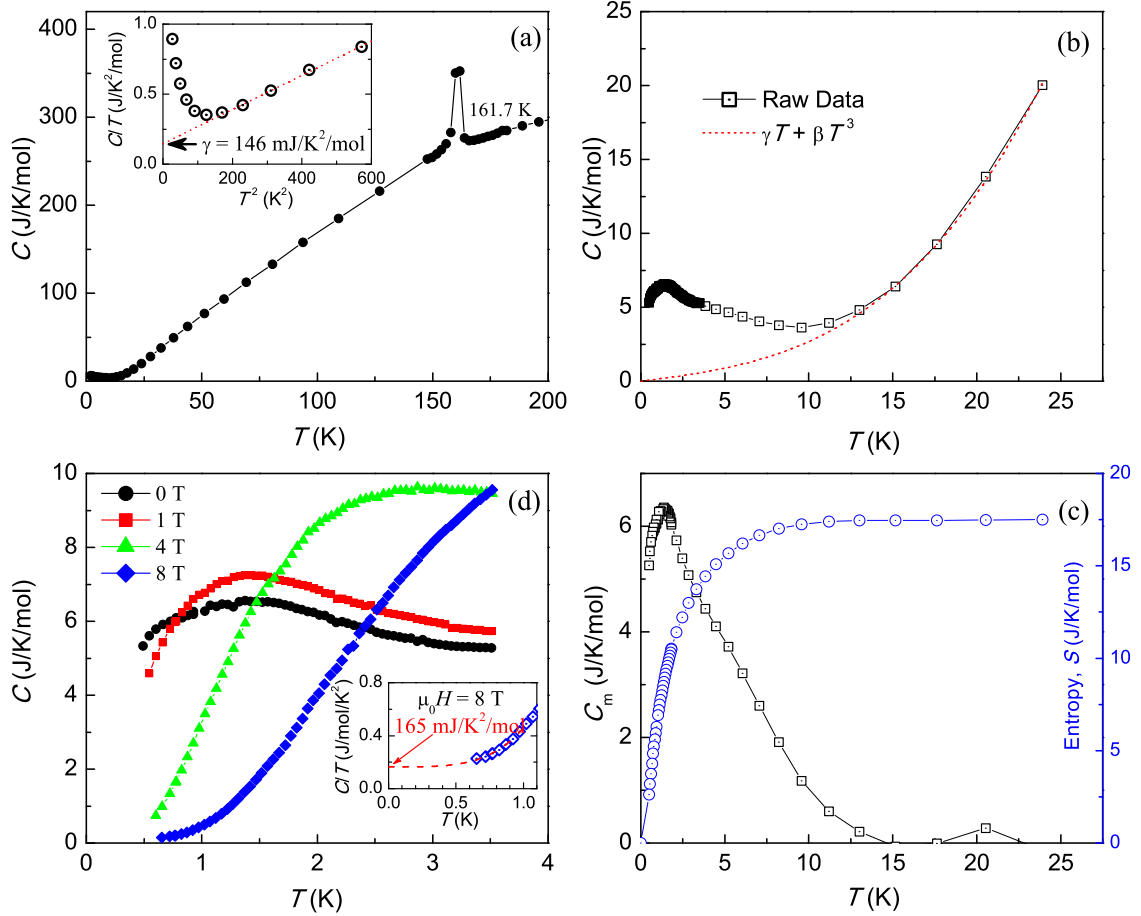 (a)
400
300
200
100
0
C (J/K/mol)
0 50 100 150 200
T (K)
161.7 K
1.0
0.5
0.0
C/T (J/K²/mol)
γ = 146 mJ/K²/mol
0 200 400 600
T² (K²)
(b)
25
20
15
10
5
0
C (J/K/mol)
Raw Data
γ T + β T³
0 5 10 15 20 25
T (K)
(d)
10
8
6
4
2
0
C (J/K/mol)
0 T
1 T
4 T
8 T
0 1 2 3 4
T (K)
0.8
0.4
0.0
C/T (J/mol/K²)
μ₀H = 8 T
165 mJ/K²/mol
0.0 0.5 1.0
T (K)
(c)
6
4
2
0
Cₘ (J/K/mol)
20
15
10
5
0
Entropy, S (J/K/mol)
0 5 10 15 20 25
T (K)